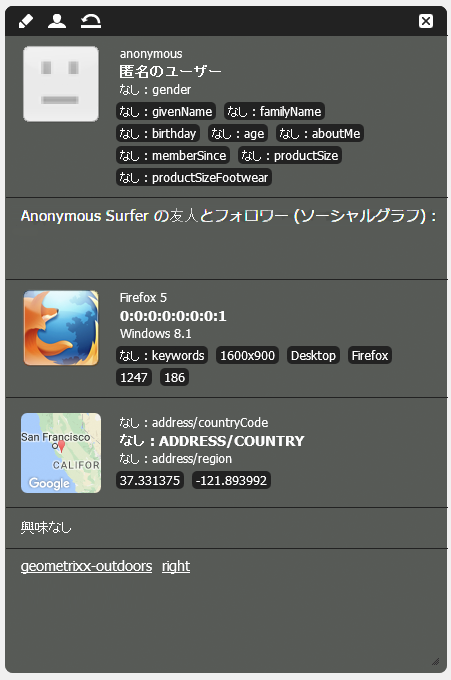 anonymous
匿名のユーザー
なし : gender
なし : givenName なし : familyName
なし : birthday なし : age なし : aboutMe
なし : memberSince なし : productSize
なし : productSizeFootwear
Anonymous Surfer の友人とフォロワー (ソーシャルグラフ) :
Firefox 5
0:0:0:0:0:0:0:1
Windows 8.1
なし : keywords 1600x900 Desktop Firefox
1247 186
San Francisco
CALIFOR
Google
なし : address/countryCode
なし : ADDRESS/COUNTRY
なし : address/region
37.331375 -121.893992
興味なし
geometrixx-outdoors right